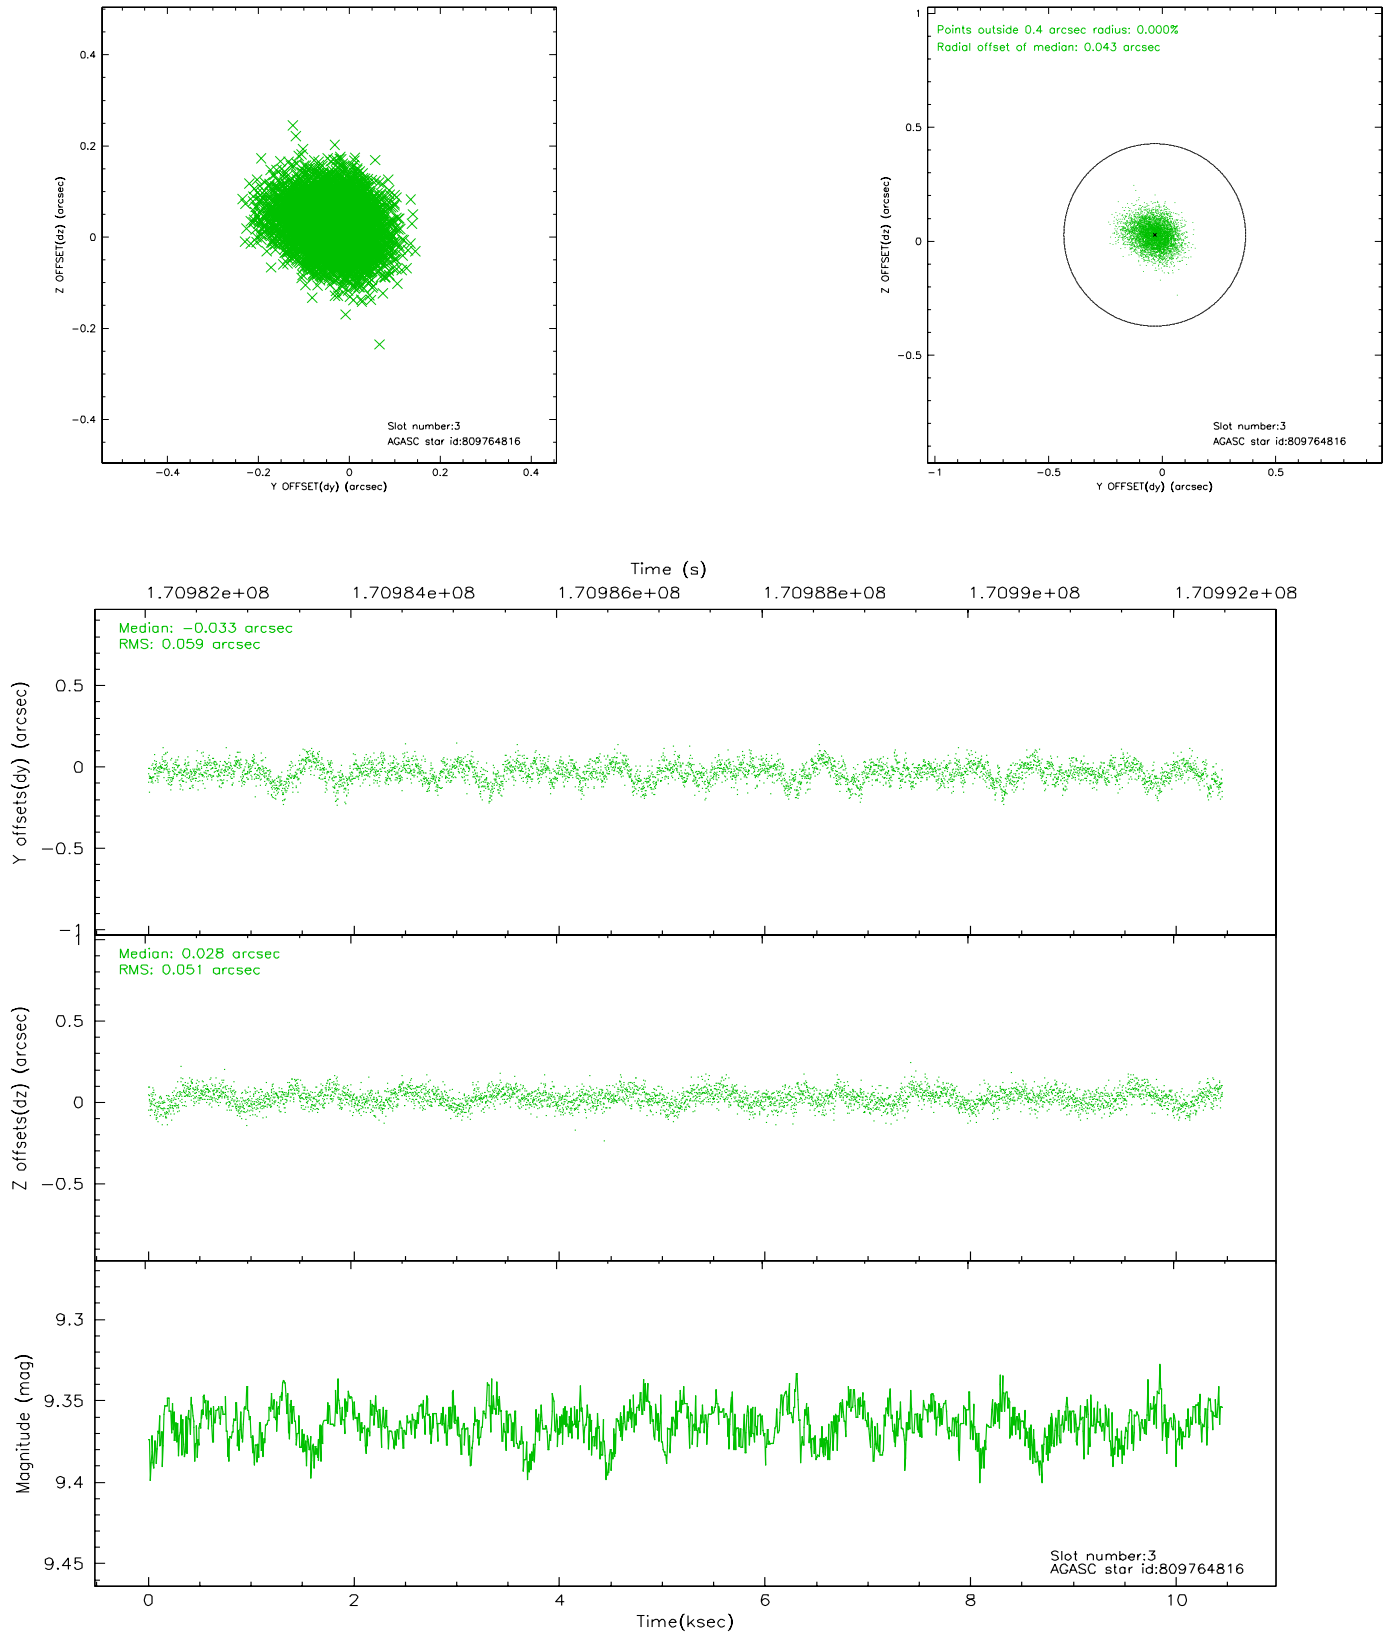 0.4
0.2
0
−0.2
−0.4
Z OFFSET(dz) (arcsec)
Slot number:3
AGASC star id:809764816
−0.4 −0.2 0 0.2 0.4
Y OFFSET(dy) (arcsec)
Points outside 0.4 arcsec radius: 0.000%
Radial offset of median: 0.043 arcsec
1
0.5
0
−0.5
Z OFFSET(dz) (arcsec)
Slot number:3
AGASC star id:809764816
−1 −0.5 0 0.5
Y OFFSET(dy) (arcsec)
Time (s)
1.70982e+08 1.70984e+08 1.70986e+08 1.70988e+08 1.7099e+08 1.70992e+08
Median: −0.033 arcsec
RMS: 0.059 arcsec
0.5
0
−0.5
−1
Y offsets(dy) (arcsec)
Median: 0.028 arcsec
RMS: 0.051 arcsec
1
0.5
0
−0.5
Z offsets(dz) (arcsec)
9.3
9.35
9.4
9.45
Magnitude (mag)
Slot number:3
AGASC star id:809764816
0 2 4 6 8 10
Time(ksec)